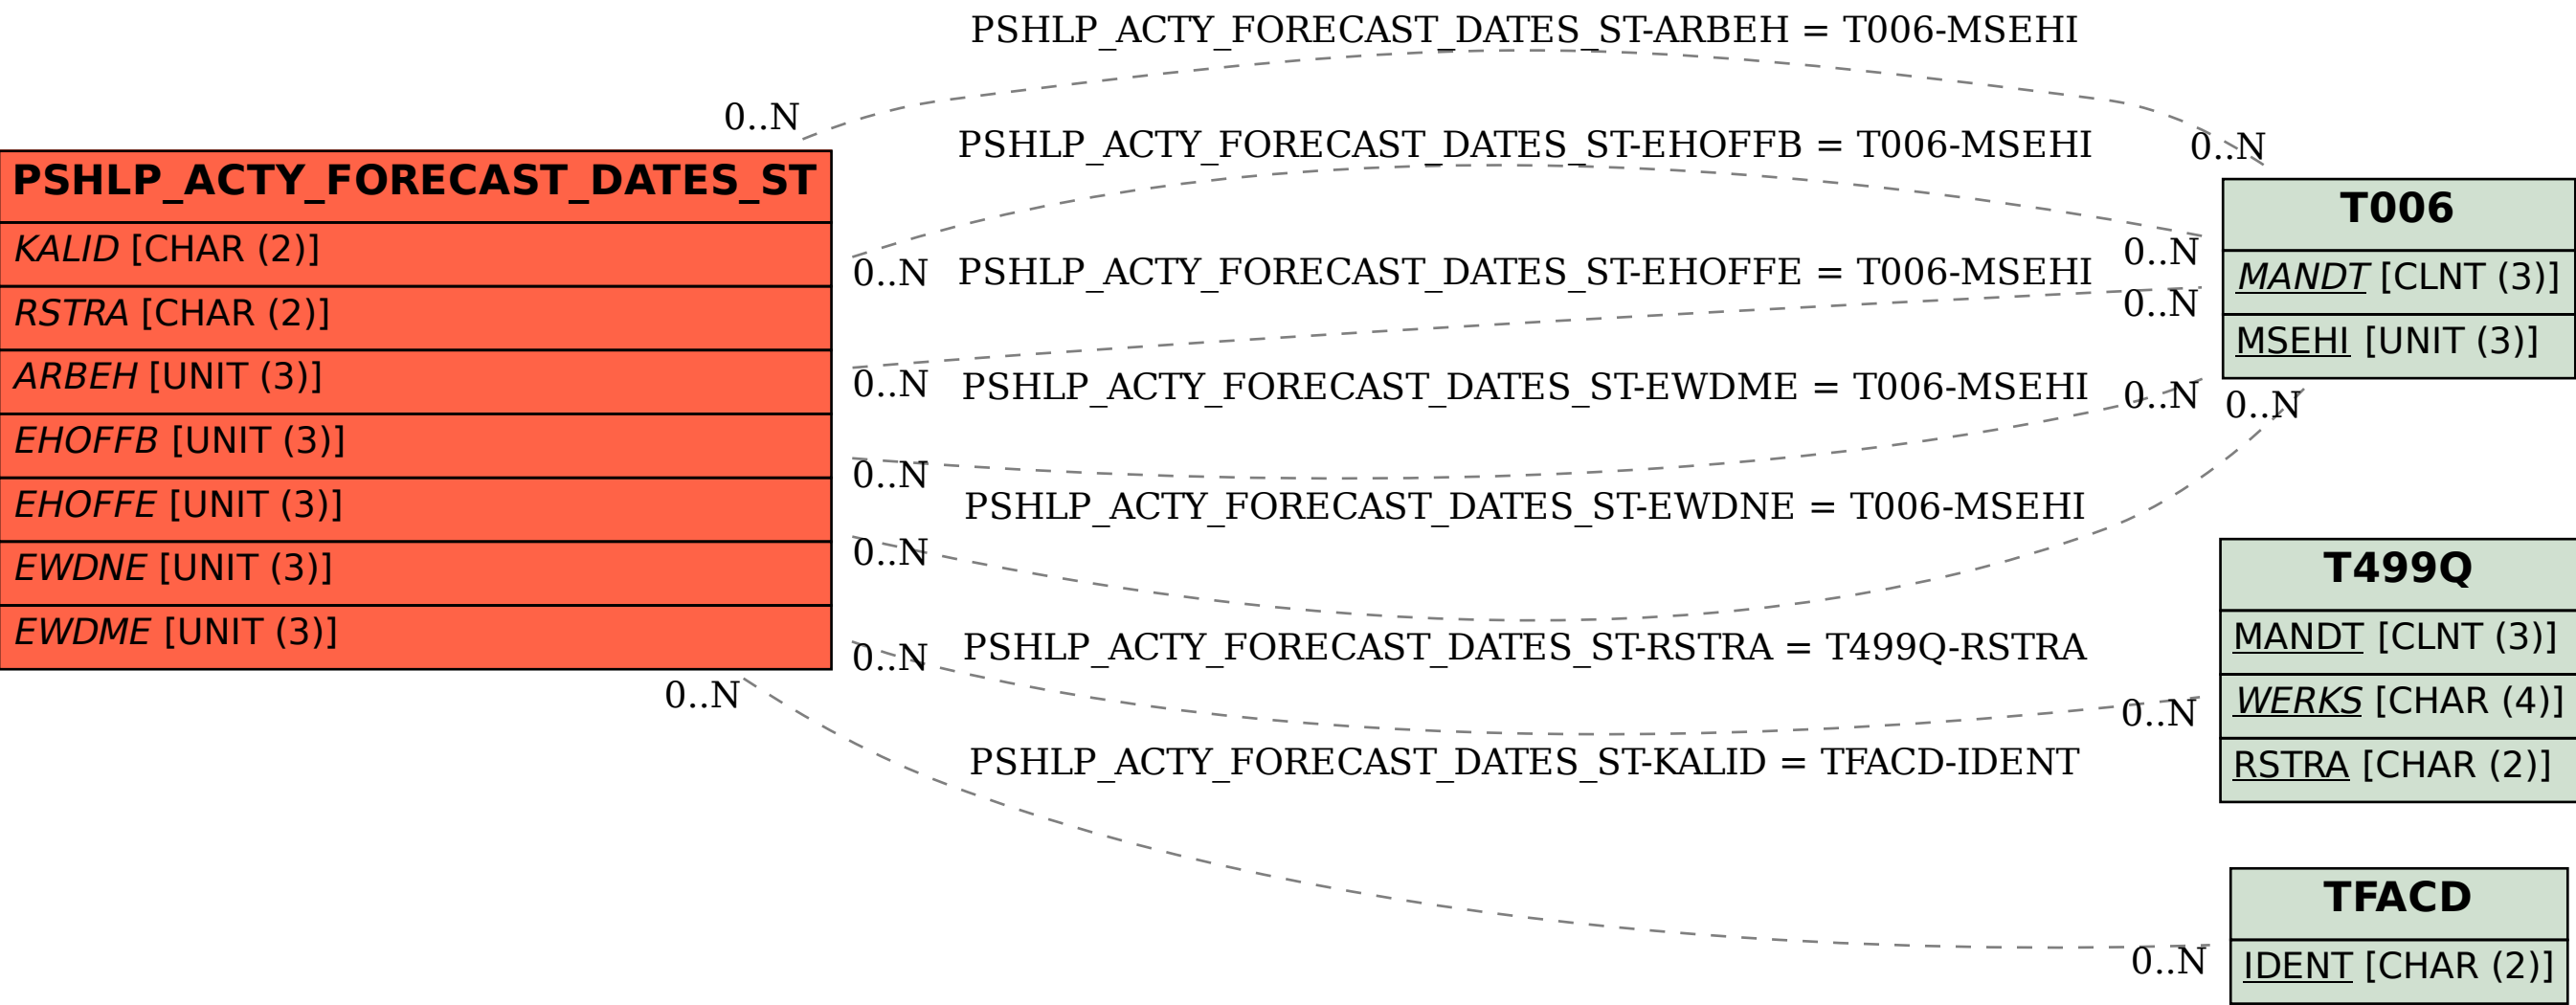 PSHLP_ACTY_FORECAST_DATES_ST-ARBEH = T006-MSEHI
0..N
0..N
PSHLP_ACTY_FORECAST_DATES_ST-EHOFFB = T006-MSEHI
0..N
0..N
PSHLP_ACTY_FORECAST_DATES_ST-EHOFFE = T006-MSEHI
0..N
0..N
PSHLP_ACTY_FORECAST_DATES_ST-EWDME = T006-MSEHI
0..N
0..N
PSHLP_ACTY_FORECAST_DATES_ST-EWDNE = T006-MSEHI
0..N
0..N
PSHLP_ACTY_FORECAST_DATES_ST-RSTRA = T499Q-RSTRA
0..N
0..N
PSHLP_ACTY_FORECAST_DATES_ST-KALID = TFACD-IDENT
0..N
0..N
PSHLP_ACTY_FORECAST_DATES_ST
KALID [CHAR (2)]
RSTRA [CHAR (2)]
ARBEH [UNIT (3)]
EHOFFB [UNIT (3)]
EHOFFE [UNIT (3)]
EWDNE [UNIT (3)]
EWDME [UNIT (3)]
T006
MANDT [CLNT (3)]
MSEHI [UNIT (3)]
T499Q
MANDT [CLNT (3)]
WERKS [CHAR (4)]
RSTRA [CHAR (2)]
TFACD
IDENT [CHAR (2)]